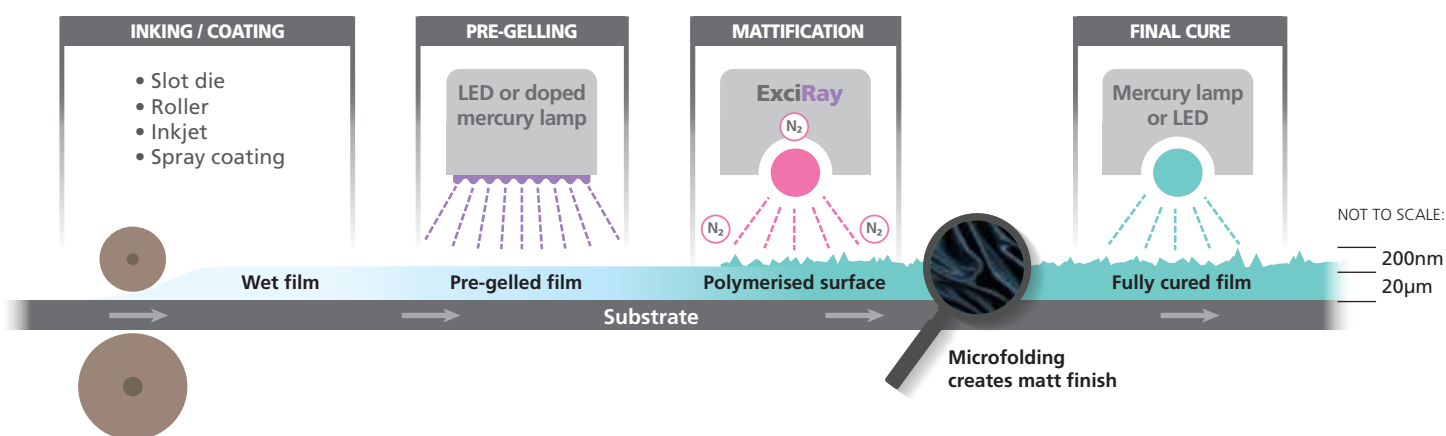 INKING / COATING
• Slot die
• Roller
• Inkjet
• Spray coating
PRE-GELLING
LED or doped
mercury lamp
MATTIFICATION
ExciRay
N₂
N₂
N₂
FINAL CURE
Mercury lamp
or LED
NOT TO SCALE:
200nm
20µm
Wet film
Pre-gelled film
Polymerised surface
Fully cured film
Substrate
Microfolding
creates matt finish